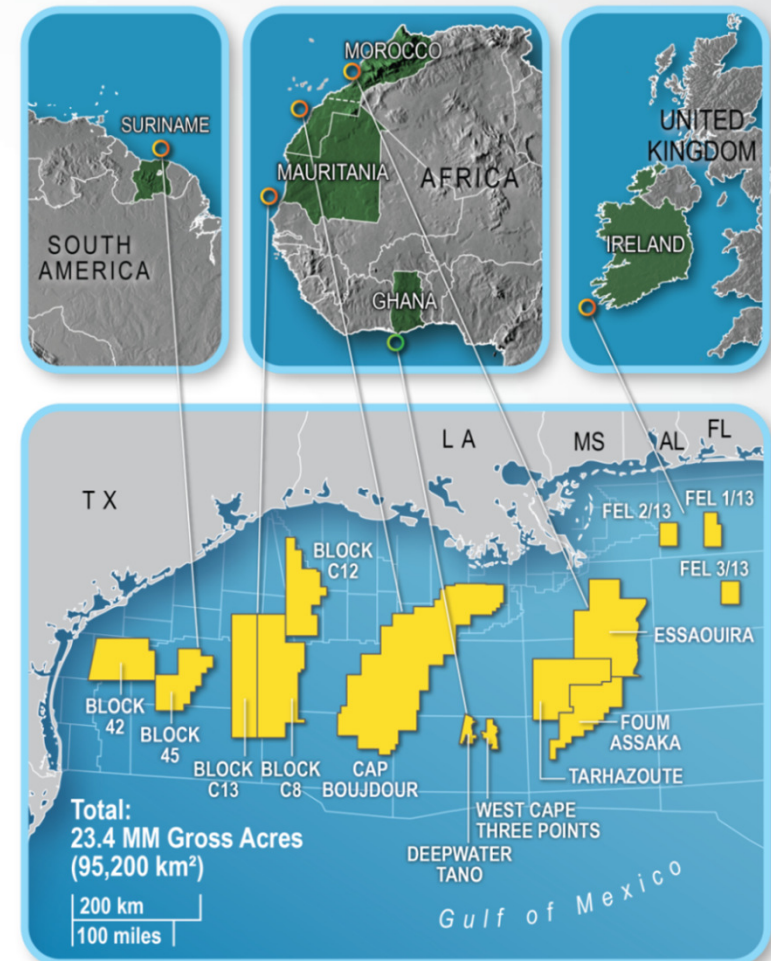 SURINAME
SOUTH
AMERICA
MOROCCO
MAURITANIA
AFRICA
GHANA
UNITED
KINGDOM
IRELAND
TX
LA
MS
AL
FL
FEL 2/13
FEL 1/13
FEL 3/13
BLOCK
C12
ESSAOUIRA
BLOCK
42
BLOCK
45
BLOCK
C13
BLOCK
C8
CAP
BOUJDOUR
FOUM
ASSAKA
TARHAZOUTE
WEST CAPE
THREE POINTS
DEEPWATER
TANO
Total:
23.4 MM Gross Acres
(95,200 km²)
200 km
100 miles
Gulf of Mexico